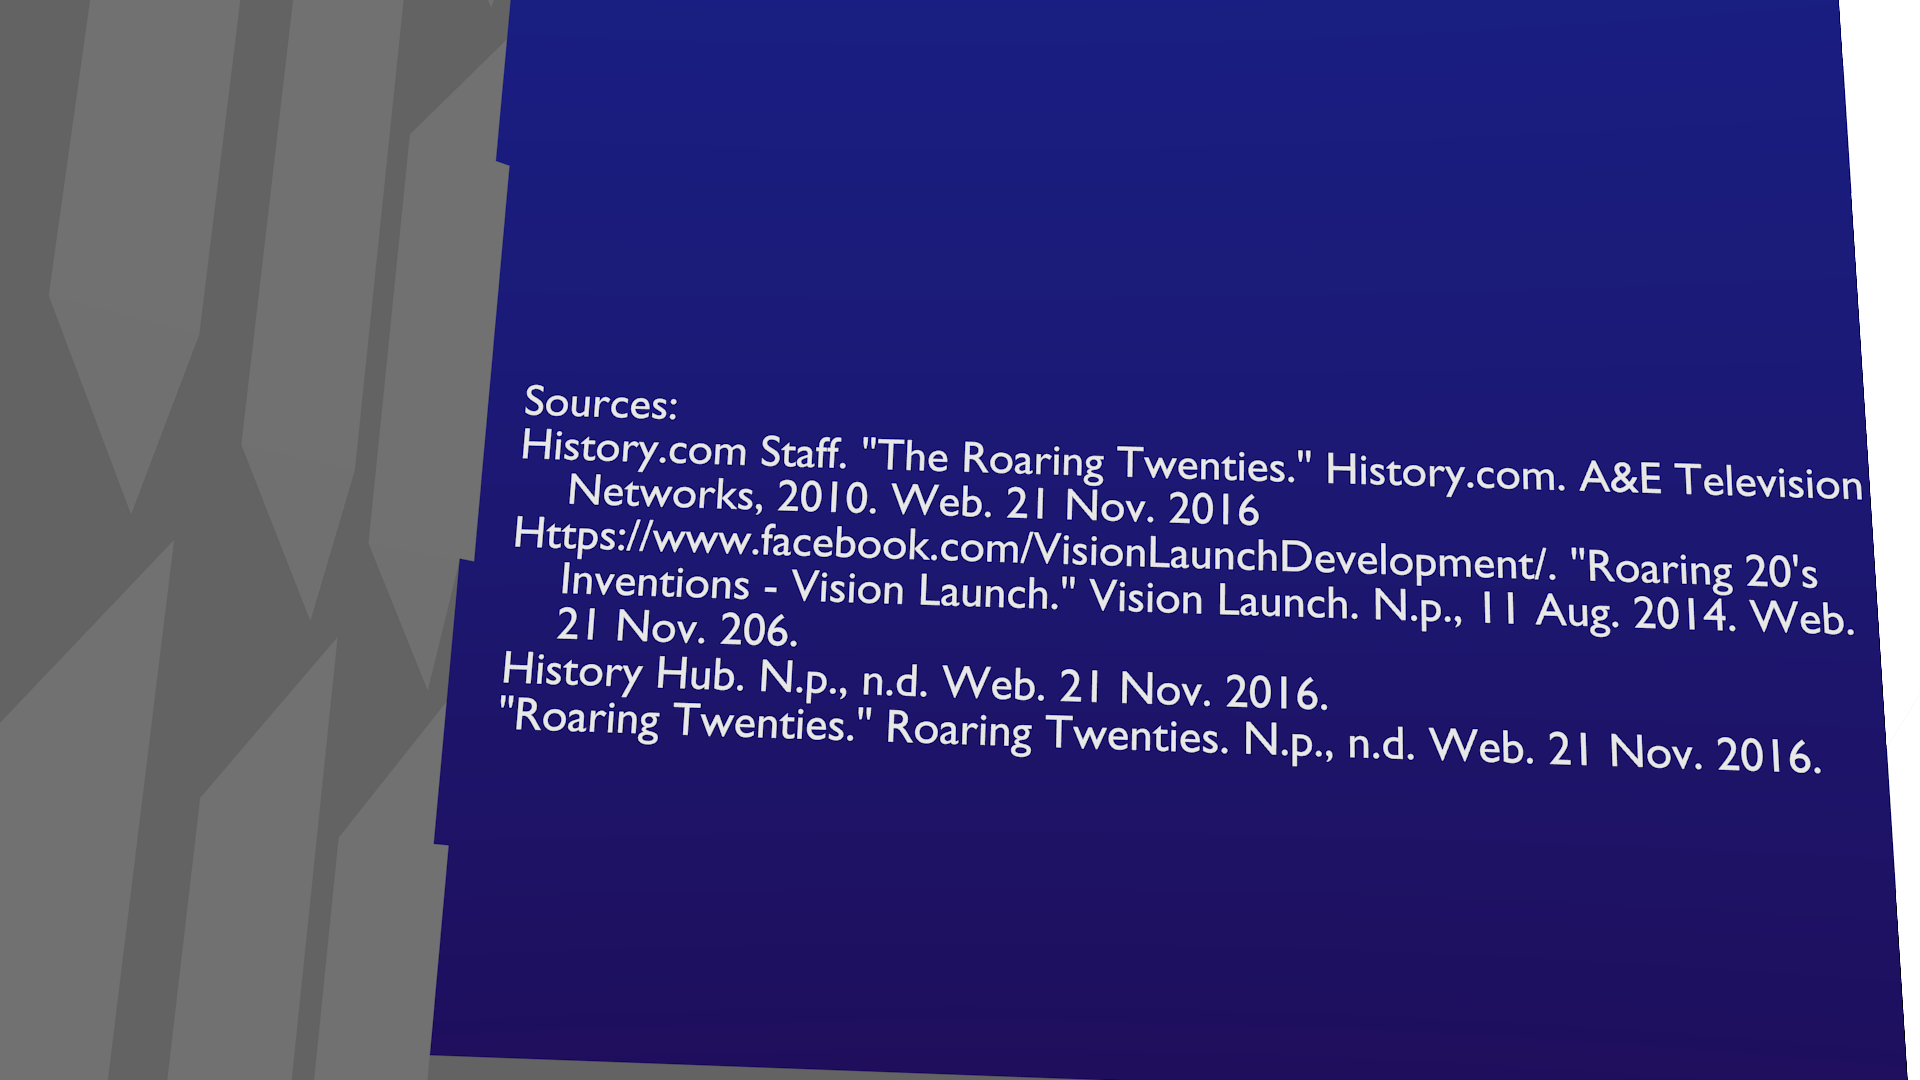 Sources:
History.com Staff. "The Roaring Twenties." History.com. A&E Television
Networks, 2010. Web. 21 Nov. 2016
Https://www.facebook.com/VisionLaunchDevelopment/. "Roaring 20's
Inventions - Vision Launch." Vision Launch. N.p., 11 Aug. 2014. Web.
21 Nov. 206.
History Hub. N.p., n.d. Web. 21 Nov. 2016.
"Roaring Twenties." Roaring Twenties. N.p., n.d. Web. 21 Nov. 2016.